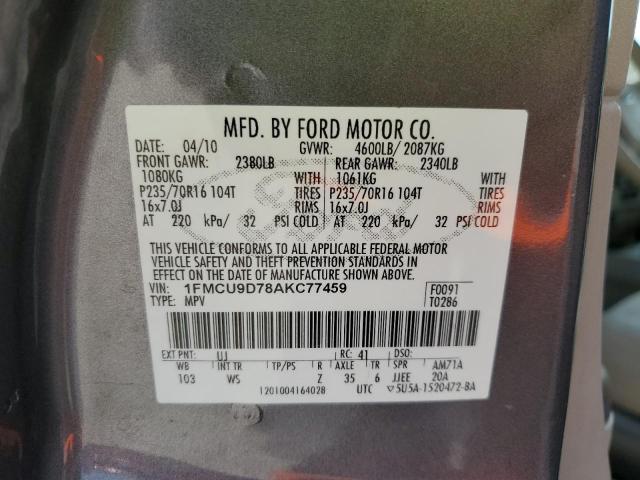 MFD. BY FORD MOTOR CO.
DATE: 04/10 GVWR: 4600LB/ 2087KG
FRONT GAWR: 2380LB REAR GAWR: 2340LB
1080KG WITH 1061KG WITH
P235/70R16 104T TIRES P235/70R16 104T TIRES
16x7.0J RIMS 16x7.0J RIMS
AT 220 kPa/ 32 PSI COLD AT 220 kPa/ 32 PSI COLD
THIS VEHICLE CONFORMS TO ALL APPLICABLE FEDERAL MOTOR
VEHICLE SAFETY AND THEFT PREVENTION STANDARDS IN
EFFECT ON THE DATE OF MANUFACTURE SHOWN ABOVE.
VIN: 1FMCU9D78AKC77459 F0091
TYPE: MPV T0286
EXT PNT: UJ RC: 41 DSO:
WB INT TR TP/PS R AXLE TR SPR AM71A
103 WS Z 35 6 JJEE 20A
1201004164028 UTC 5U5A-1520472-BA